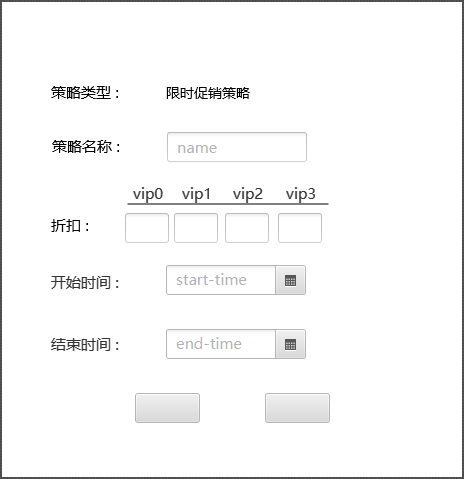 策略类型： 限时促销策略
策略名称： name
vip0 vip1 vip2 vip3
折扣：
开始时间： start-time
结束时间： end-time